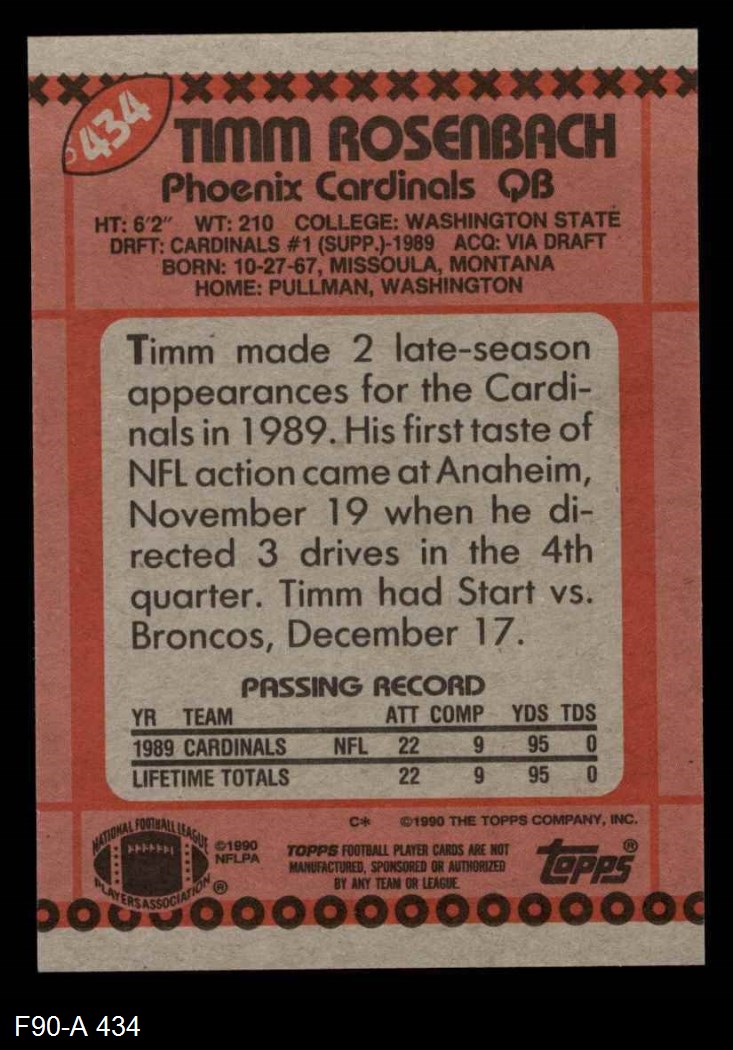 434
TIMM ROSENBACH
Phoenix Cardinals QB
HT: 6'2" WT: 210 COLLEGE: WASHINGTON STATE
DRFT: CARDINALS #1 (SUPP.)-1989 ACQ: VIA DRAFT
BORN: 10-27-67, MISSOULA, MONTANA
HOME: PULLMAN, WASHINGTON
Timm made 2 late-season
appearances for the Cardi-
nals in 1989. His first taste of
NFL action came at Anaheim,
November 19 when he di-
rected 3 drives in the 4th
quarter. Timm had Start vs.
Broncos, December 17.
PASSING RECORD
YR TEAM ATT COMP YDS TDS
1989 CARDINALS NFL 22 9 95 0
LIFETIME TOTALS 22 9 95 0
C* ©1990 THE TOPPS COMPANY, INC.
NATIONAL FOOTBALL LEAGUE
PLAYERS ASSOCIATION ®
©1990
NFLPA
TOPPS FOOTBALL PLAYER CARDS ARE NOT
MANUFACTURED, SPONSORED OR AUTHORIZED
BY ANY TEAM OR LEAGUE.
Topps®
F90-A 434